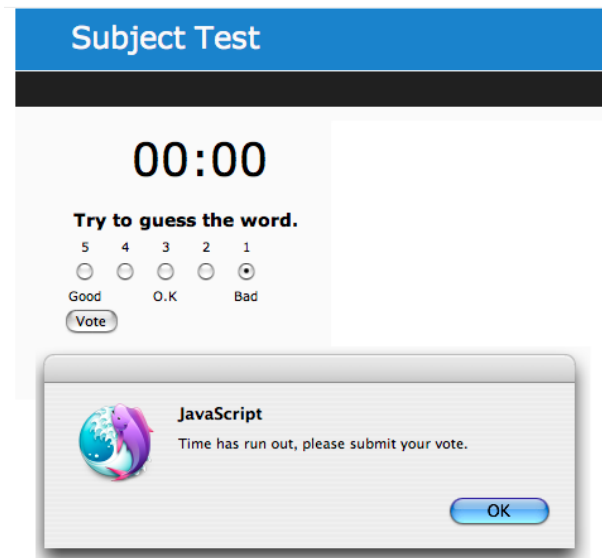 Subject Test
00:00
Try to guess the word.
5 4 3 2 1
Good O.K Bad
Vote
JavaScript
Time has run out, please submit your vote.
OK